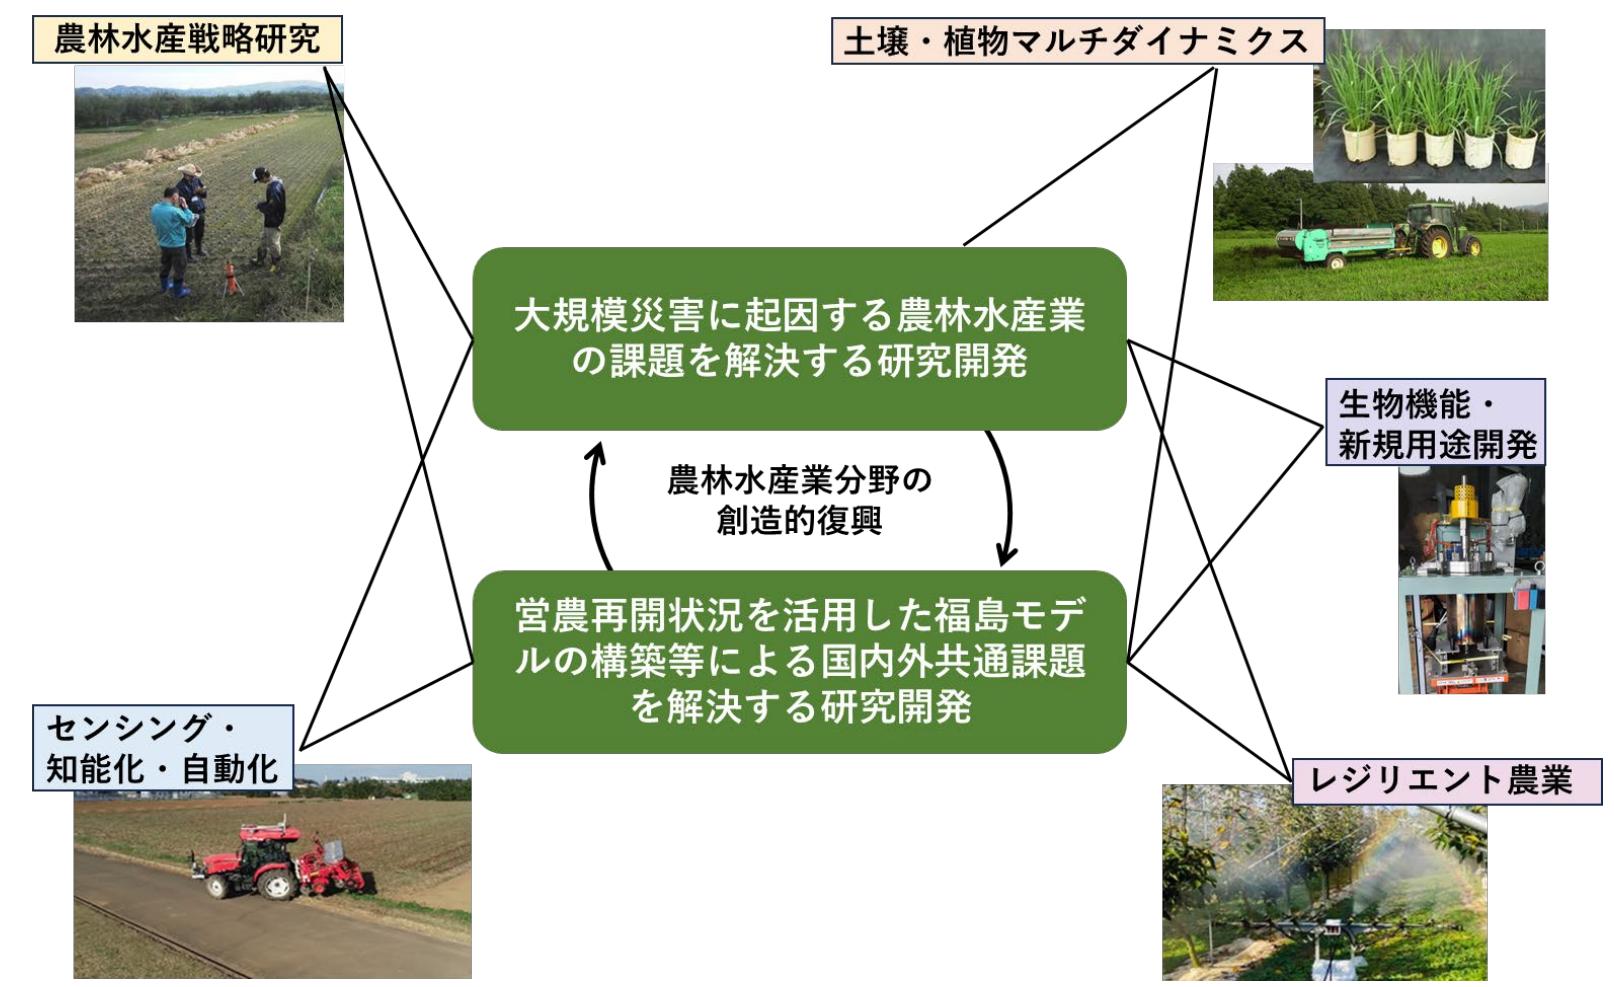 農林水産戦略研究
土壌・植物マルチダイナミクス
大規模災害に起因する農林水産業
の課題を解決する研究開発
生物機能・
新規用途開発
農林水産業分野の
創造的復興
営農再開状況を活用した福島モデ
ルの構築等による国内外共通課題
を解決する研究開発
センシング・
知能化・自動化
レジリエント農業